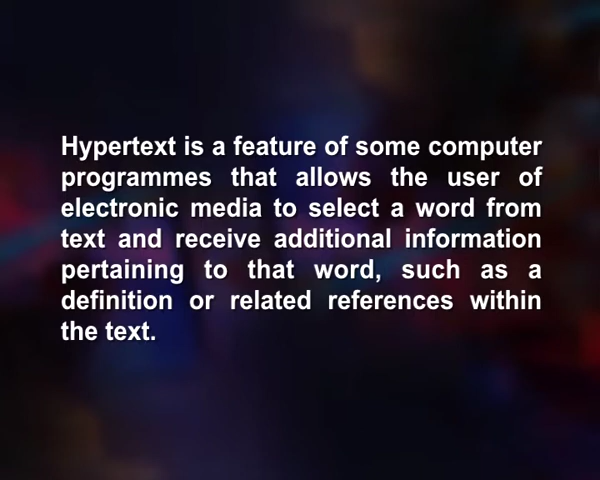 Hypertext is a feature of some computer
programmes that allows the user of
electronic media to select a word from
text and receive additional information
pertaining to that word, such as a
definition or related references within
the text.